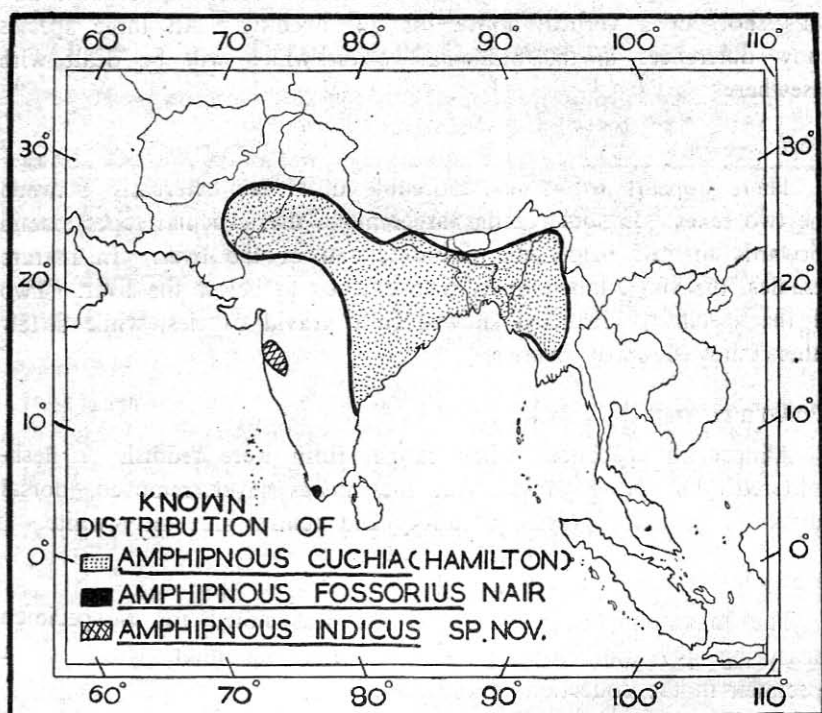 60° 70° 80° 90° 100° 110°
30° 30°
20° 20°
10° 10°
KNOWN
DISTRIBUTION OF
0° AMPHIPNOUS CUCHIA (HAMILTON) 0°
AMPHIPNOUS FOSSORIUS NAIR
AMPHIPNOUS INDICUS SP. NOV.
60° 70° 80° 90° 100° 110°